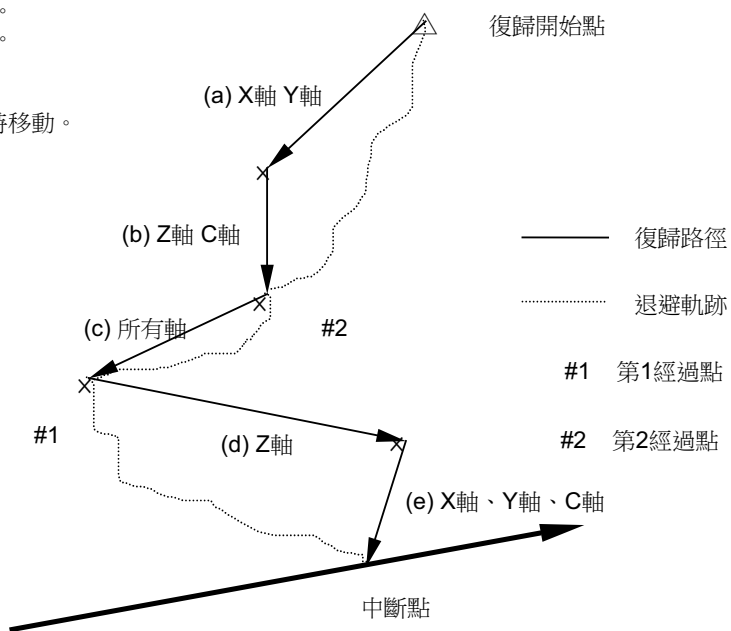 。
。
復歸開始點
(a) X軸 Y軸
移動。
(b) Z軸 C軸
復歸路徑
退避軌跡
(c) 所有軸
#2
#1 第1經過點
#1
(d) Z軸
#2 第2經過點
(e) X軸、Y軸、C軸
中斷點